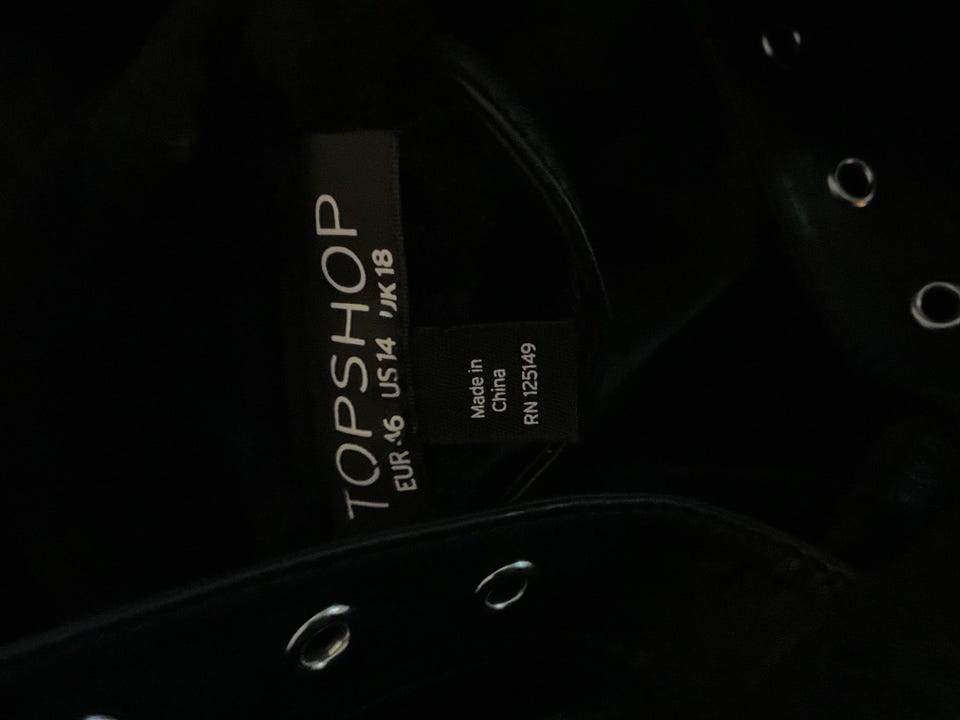 TOPSHOP
EUR 46 US 14 UK 18
Made in
China
RN 125149